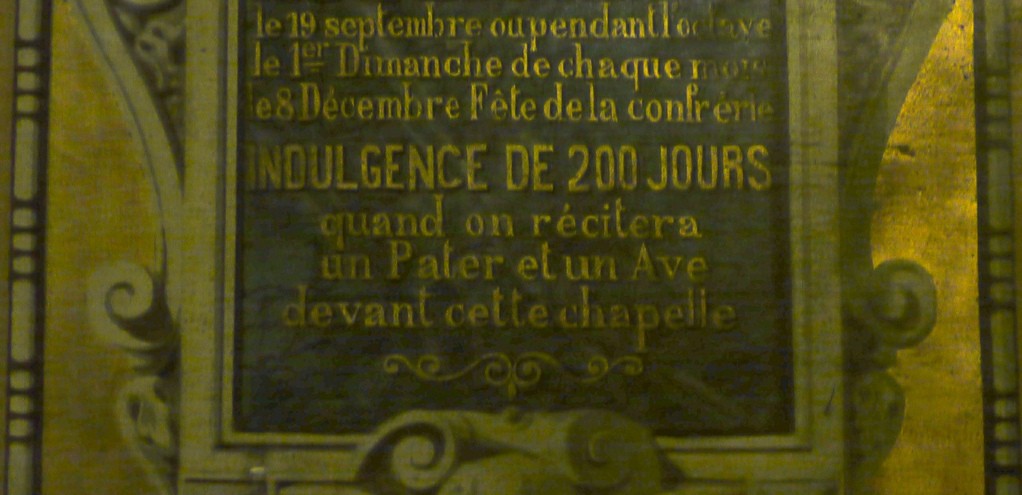 le 19 septembre ou pendant l'octave
le 1er Dimanche de chaque mois
le 8 Décembre Fête de la confrérie
INDULGENCE DE 200 JOURS
quand on récitera
un Pater et un Ave
devant cette chapelle